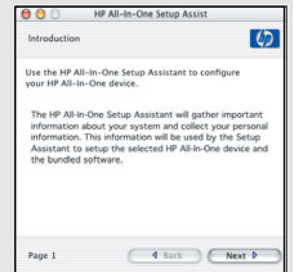 HP All-In-One Setup Assist
Introduction
hp
Use the HP All-In-One Setup Assistant to configure
your HP All-In-One device.
The HP All-In-One Setup Assistant will gather important
information about your system and collect your personal
information. This information will be used by the Setup
Assistant to setup the selected HP All-In-One device and
the bundled software.
Page 1
Back
Next